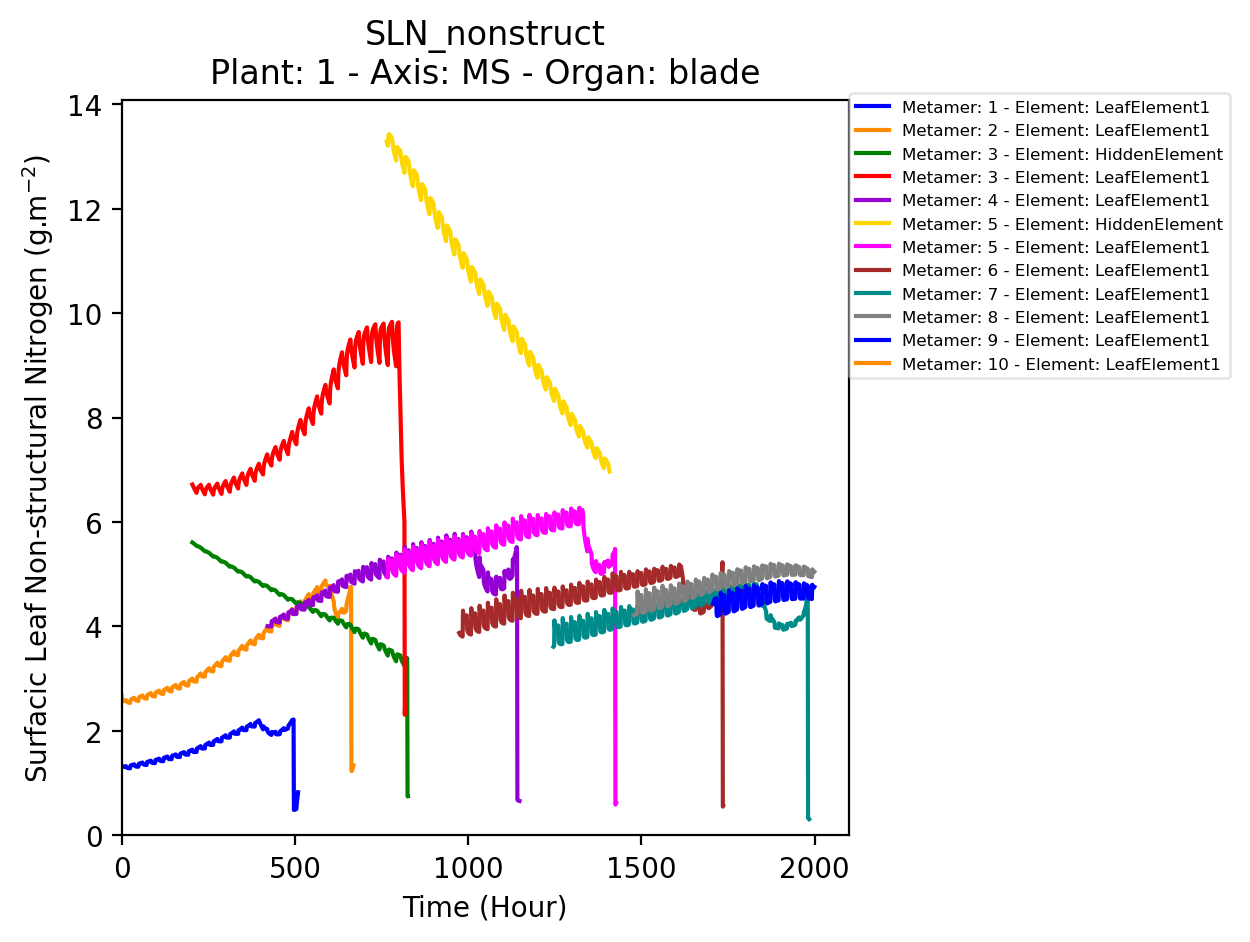 SLN_nonstruct
Plant: 1 - Axis: MS - Organ: blade
Surfacic Leaf Non-structural Nitrogen (g.m⁻²)
14
12
10
8
6
4
2
0
0 500 1000 1500 2000
Time (Hour)
Metamer: 1 - Element: LeafElement1
Metamer: 2 - Element: LeafElement1
Metamer: 3 - Element: HiddenElement
Metamer: 3 - Element: LeafElement1
Metamer: 4 - Element: LeafElement1
Metamer: 5 - Element: HiddenElement
Metamer: 5 - Element: LeafElement1
Metamer: 6 - Element: LeafElement1
Metamer: 7 - Element: LeafElement1
Metamer: 8 - Element: LeafElement1
Metamer: 9 - Element: LeafElement1
Metamer: 10 - Element: LeafElement1